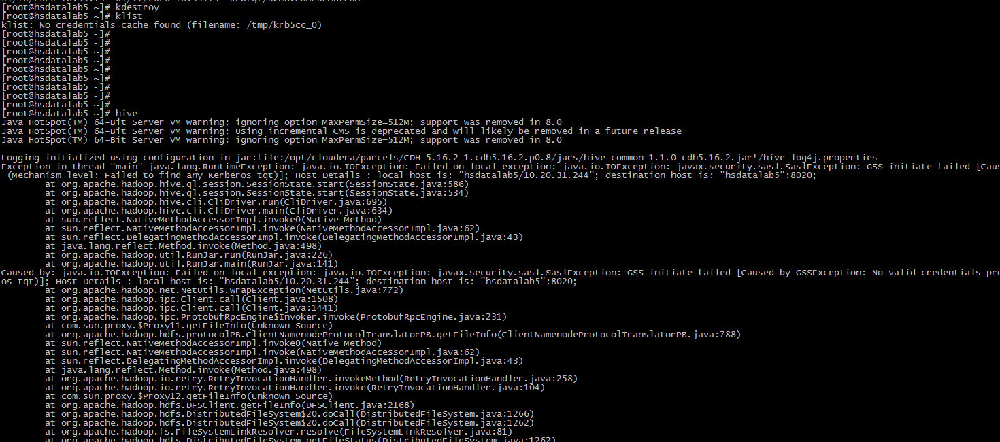 [root@hsdatalab5 ~]# kdestroy
[root@hsdatalab5 ~]# klist
klist: No credentials cache found (filename: /tmp/krb5cc_0)
[root@hsdatalab5 ~]#
[root@hsdatalab5 ~]#
[root@hsdatalab5 ~]#
[root@hsdatalab5 ~]#
[root@hsdatalab5 ~]#
[root@hsdatalab5 ~]#
[root@hsdatalab5 ~]#
[root@hsdatalab5 ~]#
[root@hsdatalab5 ~]#
[root@hsdatalab5 ~]# hive
Java HotSpot(TM) 64-Bit Server VM warning: ignoring option MaxPermSize=512M; support was removed in 8.0
Java HotSpot(TM) 64-Bit Server VM warning: Using incremental CMS is deprecated and will likely be removed in a future release
Java HotSpot(TM) 64-Bit Server VM warning: ignoring option MaxPermSize=512M; support was removed in 8.0
Logging initialized using configuration in jar:file:/opt/cloudera/parcels/CDH-5.16.2-1.cdh5.16.2.p0.8/jars/hive-common-1.1.0-cdh5.16.2.jar!/hive-log4j.properties
Exception in thread "main" java.lang.RuntimeException: java.io.IOException: Failed on local exception: java.io.IOException: javax.security.sasl.SaslException: GSS initiate failed [Caus
(Mechanism level: Failed to find any Kerberos tgt)]; Host Details : local host is: "hsdatalab5/10.20.31.244"; destination host is: "hsdatalab5":8020;
at org.apache.hadoop.hive.ql.session.SessionState.start(SessionState.java:586)
at org.apache.hadoop.hive.ql.session.SessionState.start(SessionState.java:534)
at org.apache.hadoop.hive.cli.CliDriver.run(CliDriver.java:695)
at org.apache.hadoop.hive.cli.CliDriver.main(CliDriver.java:634)
at sun.reflect.NativeMethodAccessorImpl.invoke0(Native Method)
at sun.reflect.NativeMethodAccessorImpl.invoke(NativeMethodAccessorImpl.java:62)
at sun.reflect.DelegatingMethodAccessorImpl.invoke(DelegatingMethodAccessorImpl.java:43)
at java.lang.reflect.Method.invoke(Method.java:498)
at org.apache.hadoop.util.RunJar.run(RunJar.java:226)
at org.apache.hadoop.util.RunJar.main(RunJar.java:141)
Caused by: java.io.IOException: Failed on local exception: java.io.IOException: javax.security.sasl.SaslException: GSS initiate failed [Caused by GSSException: No valid credentials pro
os tgt)]; Host Details : local host is: "hsdatalab5/10.20.31.244"; destination host is: "hsdatalab5":8020;
at org.apache.hadoop.net.NetUtils.wrapException(NetUtils.java:772)
at org.apache.hadoop.ipc.Client.call(Client.java:1508)
at org.apache.hadoop.ipc.Client.call(Client.java:1441)
at org.apache.hadoop.ipc.ProtobufRpcEngine$Invoker.invoke(ProtobufRpcEngine.java:231)
at com.sun.proxy.$Proxy11.getFileInfo(Unknown Source)
at org.apache.hadoop.hdfs.protocolPB.ClientNamenodeProtocolTranslatorPB.getFileInfo(ClientNamenodeProtocolTranslatorPB.java:788)
at sun.reflect.NativeMethodAccessorImpl.invoke0(Native Method)
at sun.reflect.NativeMethodAccessorImpl.invoke(NativeMethodAccessorImpl.java:62)
at sun.reflect.DelegatingMethodAccessorImpl.invoke(DelegatingMethodAccessorImpl.java:43)
at java.lang.reflect.Method.invoke(Method.java:498)
at org.apache.hadoop.io.retry.RetryInvocationHandler.invokeMethod(RetryInvocationHandler.java:258)
at org.apache.hadoop.io.retry.RetryInvocationHandler.invoke(RetryInvocationHandler.java:104)
at com.sun.proxy.$Proxy12.getFileInfo(Unknown Source)
at org.apache.hadoop.hdfs.DFSClient.getFileInfo(DFSClient.java:2168)
at org.apache.hadoop.hdfs.DistributedFileSystem$20.doCall(DistributedFileSystem.java:1266)
at org.apache.hadoop.hdfs.DistributedFileSystem$20.doCall(DistributedFileSystem.java:1262)
at org.apache.hadoop.fs.FileSystemLinkResolver.resolve(FileSystemLinkResolver.java:81)
at org.apache.hadoop.hdfs.DistributedFileSystem.getFileStatus(DistributedFileSystem.java:1262)